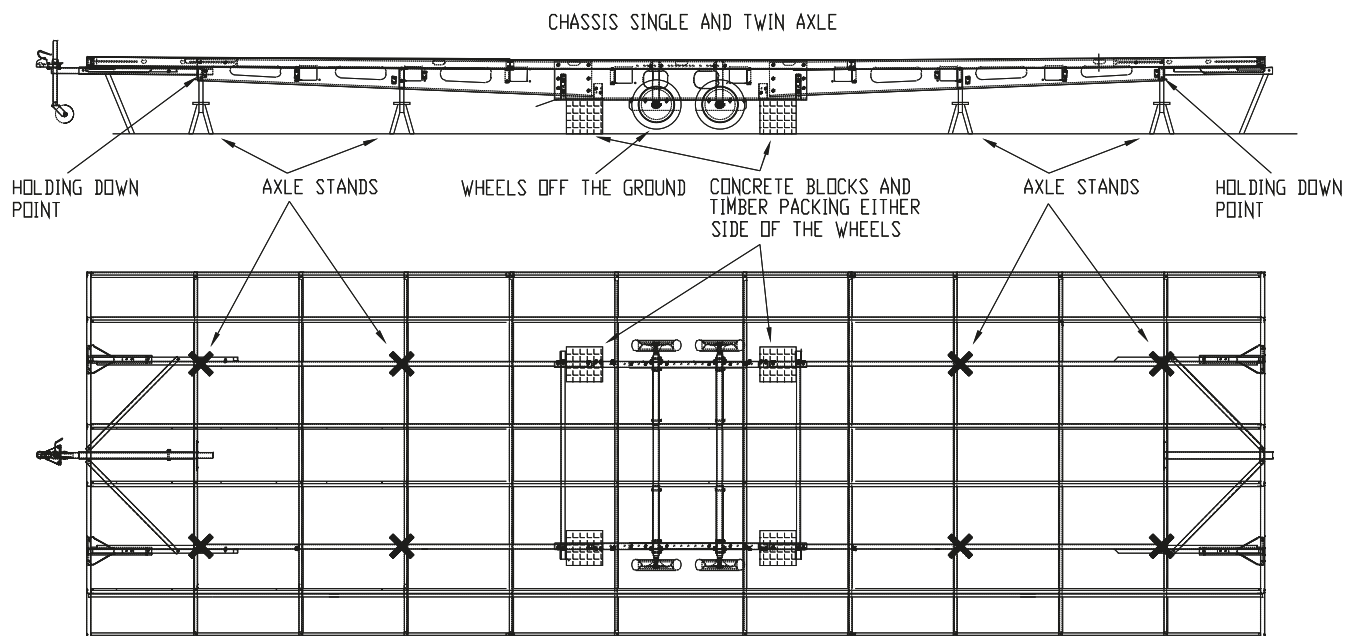 CHASSIS SINGLE AND TWIN AXLE
HOLDING DOWN
POINT
AXLE STANDS
WHEELS OFF THE GROUND
CONCRETE BLOCKS AND
TIMBER PACKING EITHER
SIDE OF THE WHEELS
AXLE STANDS
HOLDING DOWN
POINT